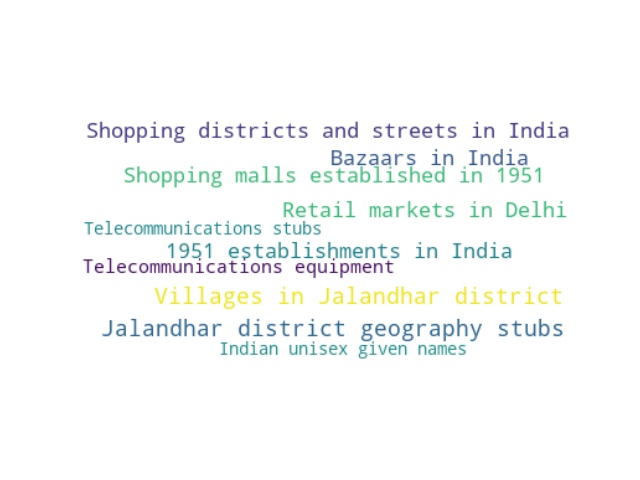 Shopping districts and streets in India
Bazaars in India
Shopping malls established in 1951
Retail markets in Delhi
Telecommunications stubs
1951 establishments in India
Telecommunications equipment
Villages in Jalandhar district
Jalandhar district geography stubs
Indian unisex given names